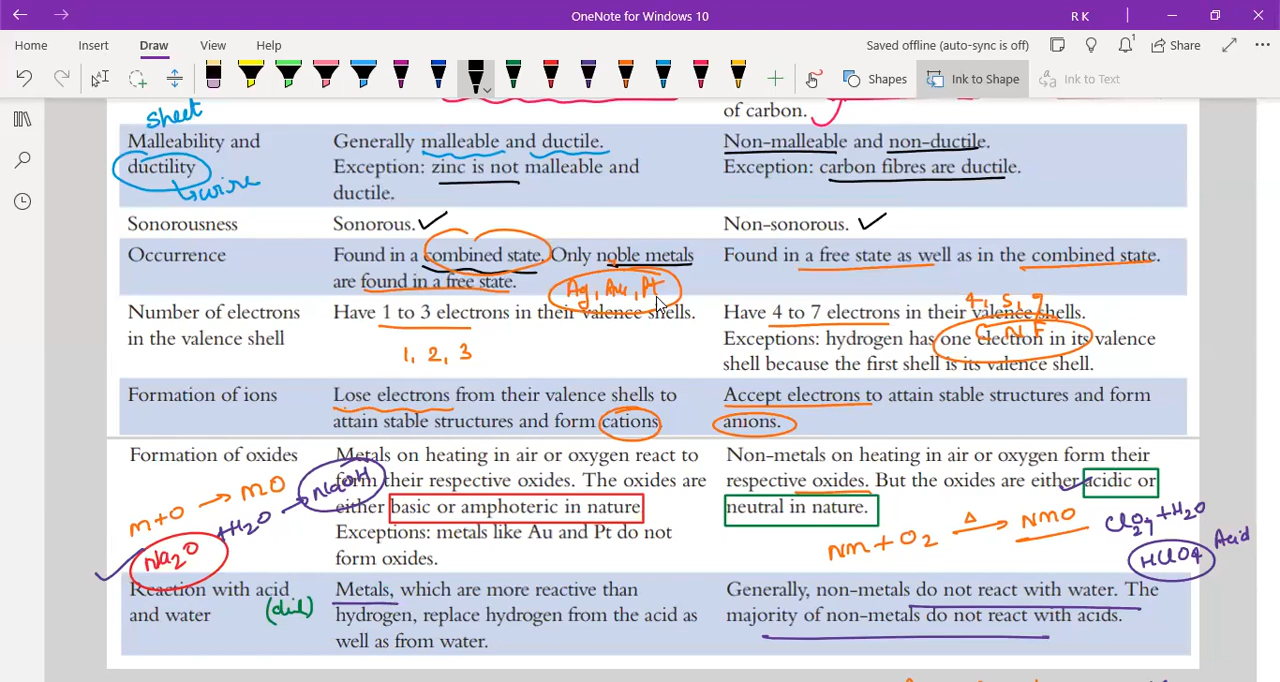 OneNote for Windows 10
R K
Home Insert Draw View Help
Saved offline (auto-sync is off) Share
Shapes Ink to Shape Ink to Text
of carbon.
sheet
Malleability and
ductility
wire
Generally malleable and ductile.
Exception: zinc is not malleable and
ductile.
Non-malleable and non-ductile.
Exception: carbon fibres are ductile.
Sonorousness
Sonorous.
Non-sonorous.
Occurrence
Found in a combined state. Only noble metals
are found in a free state.
Ag, Au, Pt
Found in a free state as well as in the combined state.
Number of electrons
in the valence shell
Have 1 to 3 electrons in their valence shells.
1, 2, 3
4, 5, 7
Have 4 to 7 electrons in their valence shells.
C N F
Exceptions: hydrogen has one electron in its valence
shell because the first shell is its valence shell.
Formation of ions
Lose electrons from their valence shells to
attain stable structures and form cations.
Accept electrons to attain stable structures and form
anions.
Formation of oxides
M+O → MO
+H2O → NaOH
Na2O
Metals on heating in air or oxygen react to
form their respective oxides. The oxides are
either basic or amphoteric in nature
Exceptions: metals like Au and Pt do not
form oxides.
Non-metals on heating in air or oxygen form their
respective oxides. But the oxides are either acidic or
neutral in nature.
NM + O2 Δ → NMO
Cl2O7 + H2O
HClO4 Acid
Reaction with acid
and water
(dil)
Metals, which are more reactive than
hydrogen, replace hydrogen from the acid as
well as from water.
Generally, non-metals do not react with water. The
majority of non-metals do not react with acids.